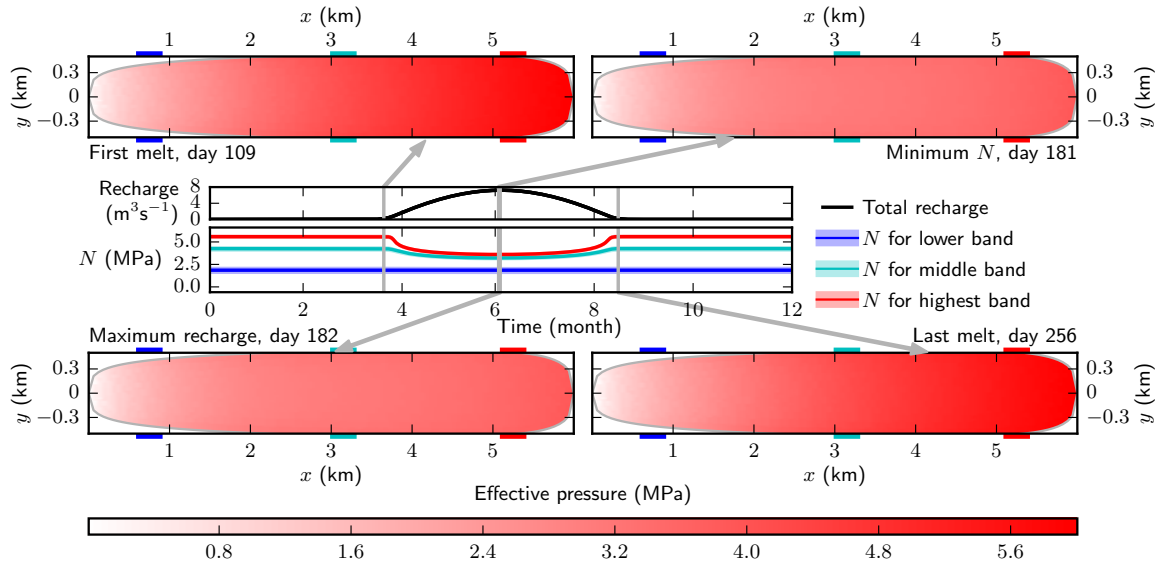 x (km)
x (km)
1 2 3 4 5
1 2 3 4 5
y (km)
0.3
0
−0.3
0.3
0
−0.3
y (km)
First melt, day 109
Minimum N, day 181
Recharge
(m³s⁻¹)
8
4
0
N (MPa)
5.0
2.5
0.0
0 2 4 6 8 10 12
Time (month)
Total recharge
N for lower band
N for middle band
N for highest band
Maximum recharge, day 182
Last melt, day 256
y (km)
0.3
0
−0.3
0.3
0
−0.3
y (km)
1 2 3 4 5
1 2 3 4 5
x (km)
x (km)
Effective pressure (MPa)
0.8 1.6 2.4 3.2 4.0 4.8 5.6